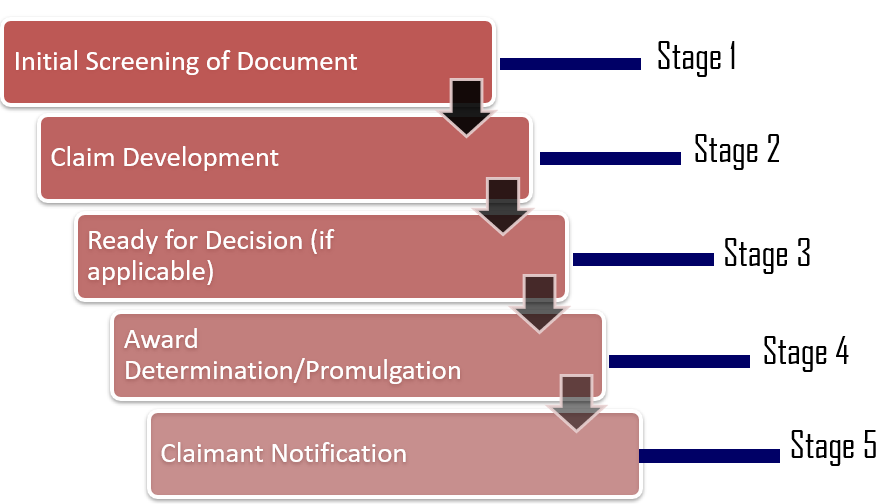 Initial Screening of Document
Stage 1
Claim Development
Stage 2
Ready for Decision (if
applicable)
Stage 3
Award
Determination/Promulgation
Stage 4
Claimant Notification
Stage 5